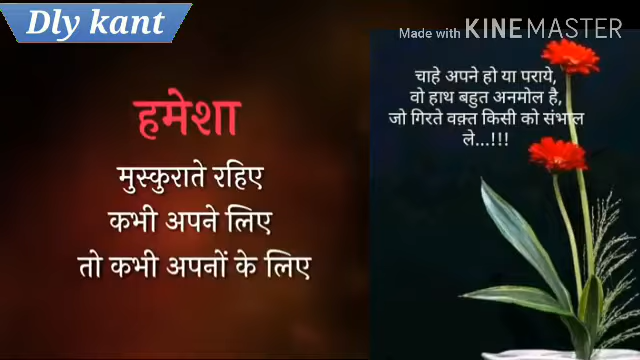 Dly kant
Made with KINEMASTER
हमेशा
मुस्कुराते रहिए
कभी अपने लिए
तो कभी अपनों के लिए
चाहे अपने हो या पराये,
वो हाथ बहुत अनमोल है,
जो गिरते वक़्त किसी को संभाल
ले...!!!